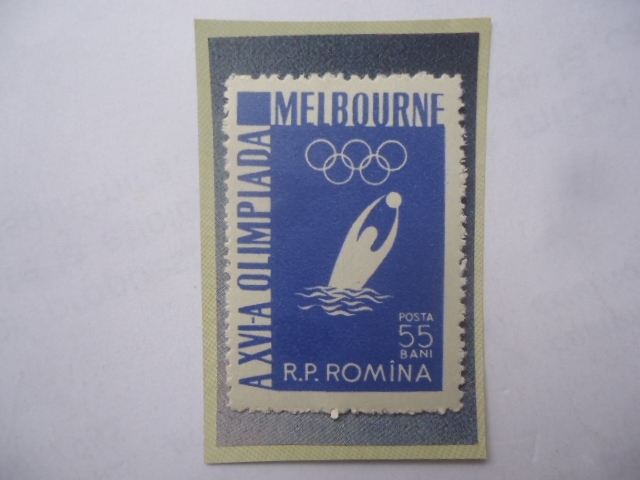 MELBOURNE
A XVI-A OLIMPIADA
POSTA
55
BANI
R.P. ROMÎNA